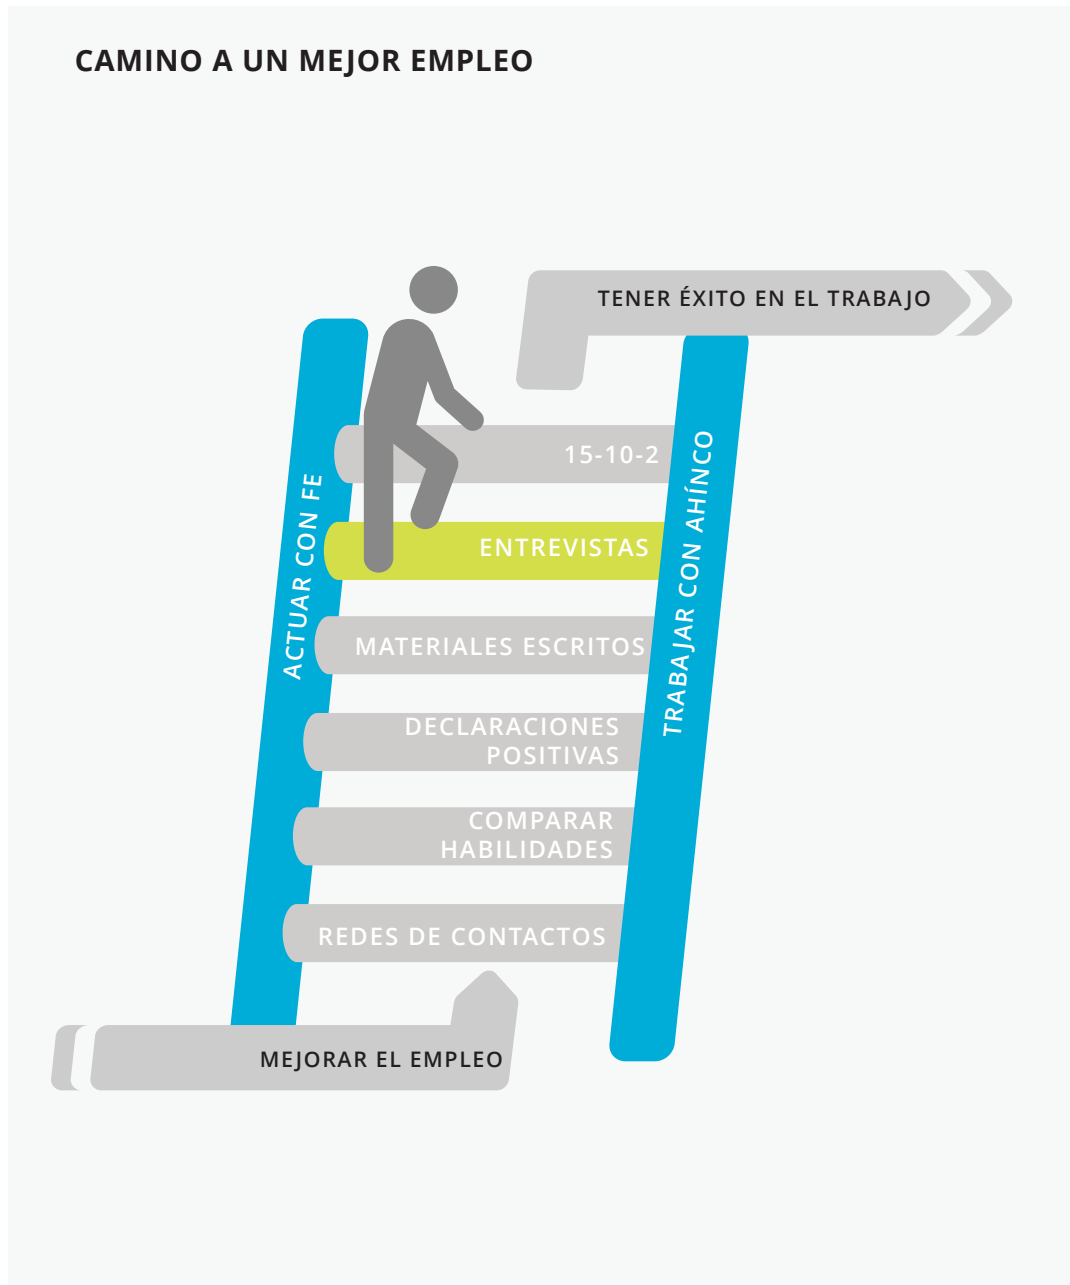 CAMINO A UN MEJOR EMPLEO
TENER ÉXITO EN EL TRABAJO
15-10-2
ENTREVISTAS
MATERIALES ESCRITOS
DECLARACIONES
POSITIVAS
COMPARAR
HABILIDADES
REDES DE CONTACTOS
ACTUAR CON FE
TRABAJAR CON AHÍNCO
MEJORAR EL EMPLEO